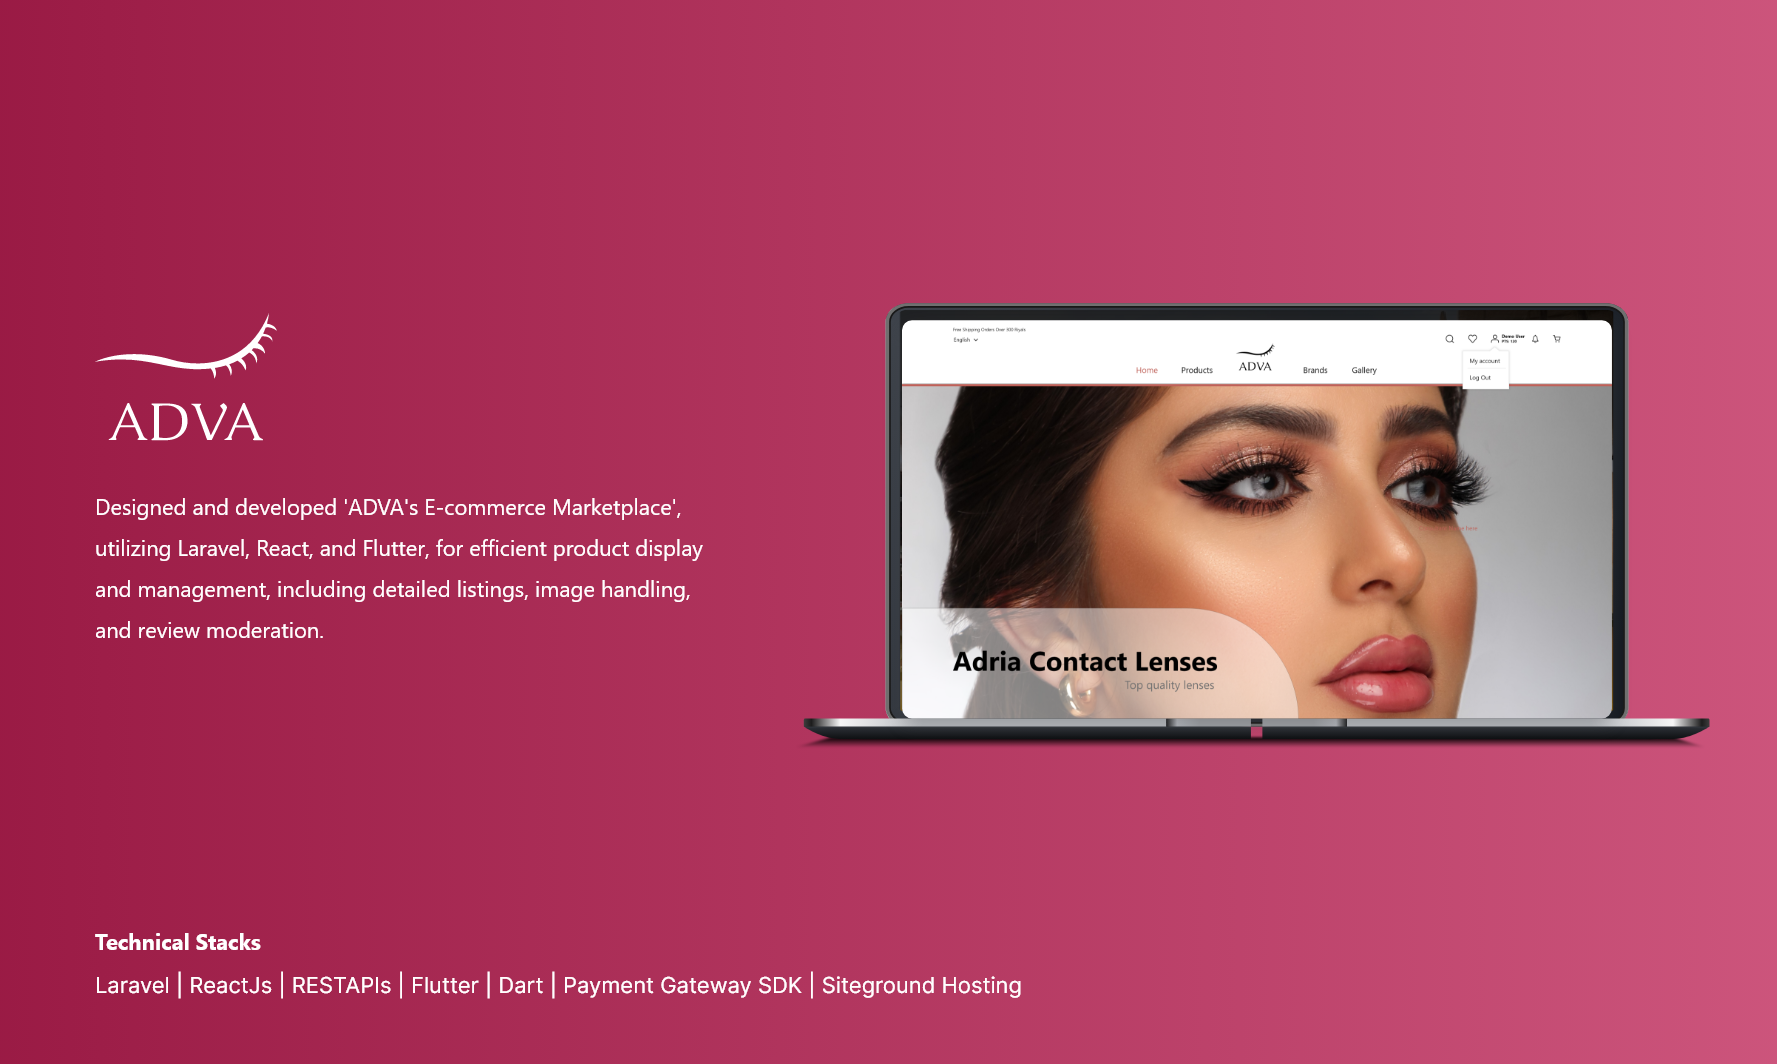 ADVA
Designed and developed 'ADVA's E-commerce Marketplace',
utilizing Laravel, React, and Flutter, for efficient product display
and management, including detailed listings, image handling,
and review moderation.
Free Shipping Orders Over 300 Riyals
English
Demo User
Home Products ADVA Brands Gallery
My account
Log Out
Adria Contact Lenses
Top quality lenses
Technical Stacks
Laravel | ReactJs | RESTAPIs | Flutter | Dart | Payment Gateway SDK | Siteground Hosting